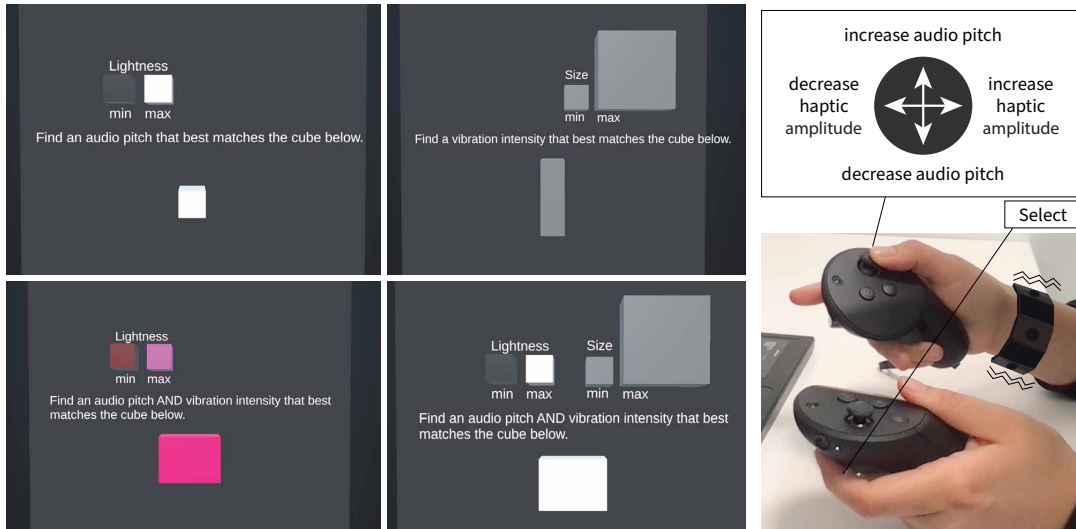 Lightness
min max
Find an audio pitch that best matches the cube below.
Size
min max
Find a vibration intensity that best matches the cube below.
Lightness
min max
Find an audio pitch AND vibration intensity that best
matches the cube below.
Lightness Size
min max min max
Find an audio pitch AND vibration intensity that best
matches the cube below.
increase audio pitch
decrease
haptic
amplitude
increase
haptic
amplitude
decrease audio pitch
Select